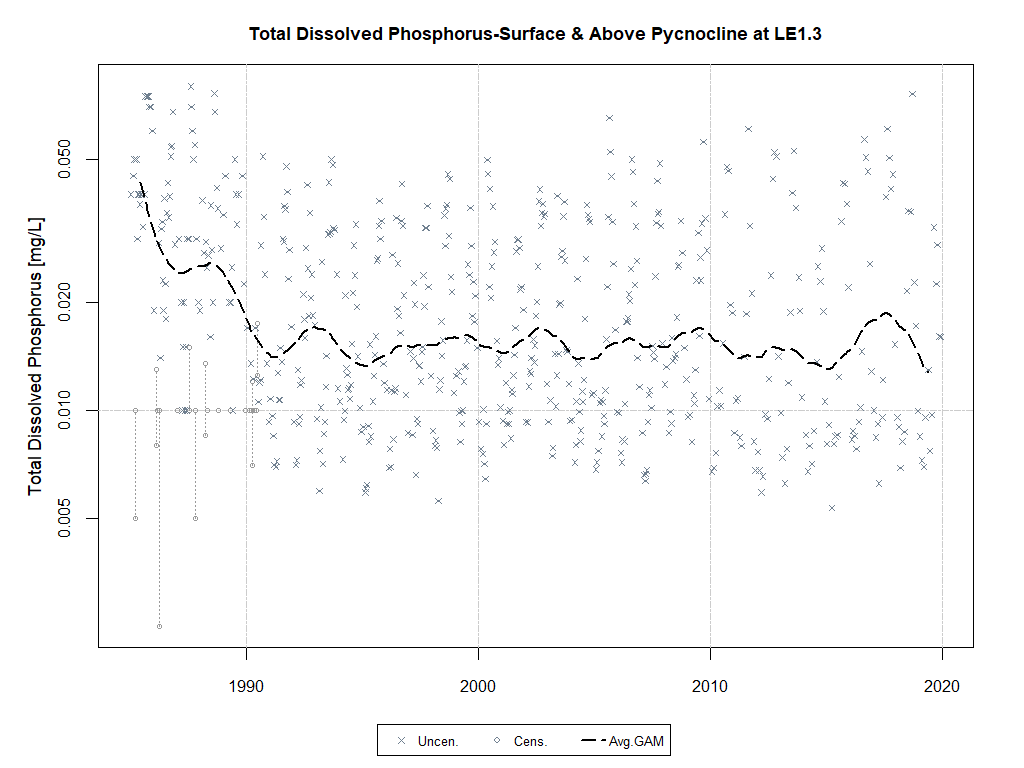 Total Dissolved Phosphorus-Surface & Above Pycnocline at LE1.3
Total Dissolved Phosphorus [mg/L]
0.050
0.020
0.010
0.005
1990 2000 2010 2020
Uncen. Cens. Avg.GAM